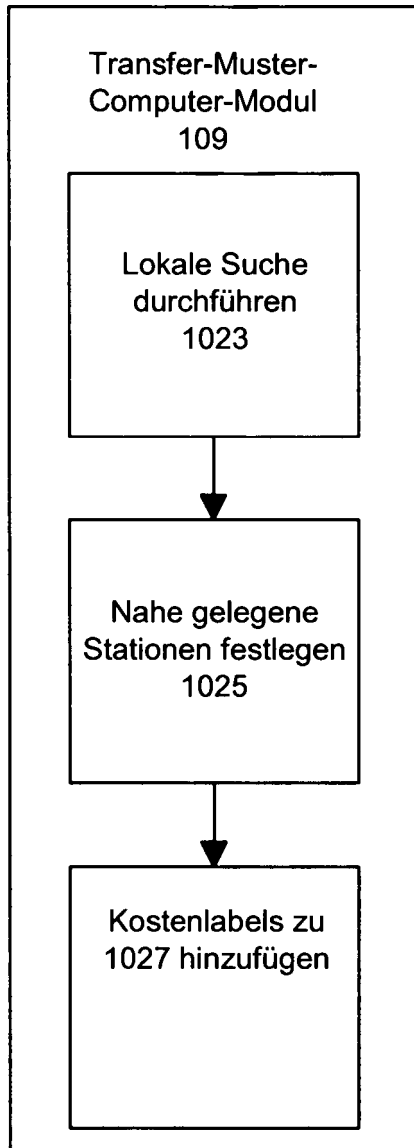 Transfer-Muster-
Computer-Modul
109
Lokale Suche
durchführen
1023
Nahe gelegene
Stationen festlegen
1025
Kostenlabels zu
1027 hinzufügen